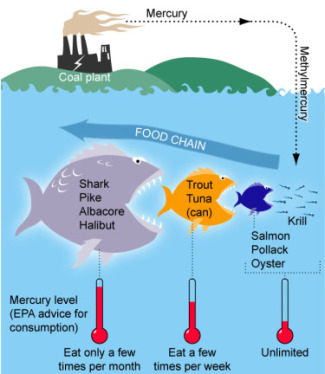 Mercury
Coal plant
Methylmercury
FOOD CHAIN
Shark
Pike
Albacore
Halibut
Trout
Tuna
(can)
Krill
Salmon
Pollack
Oyster
Mercury level
(EPA advice for
consumption)
Eat only a few
times per month
Eat a few
times per week
Unlimited